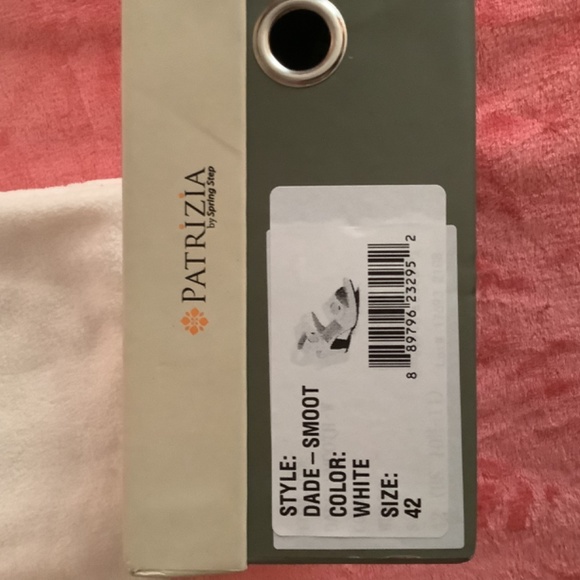 PATRIZIA
by Spring Step
STYLE:
DADE – SMOOT
COLOR:
WHITE
SIZE:
42
8 89796 23295 2